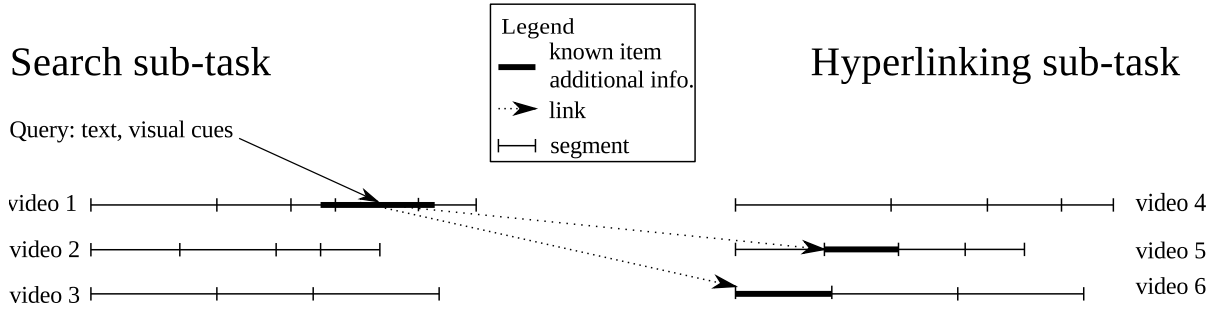 Legend
known item
additional info.
link
segment
Search sub-task
Hyperlinking sub-task
Query: text, visual cues
video 1
video 2
video 3
video 4
video 5
video 6